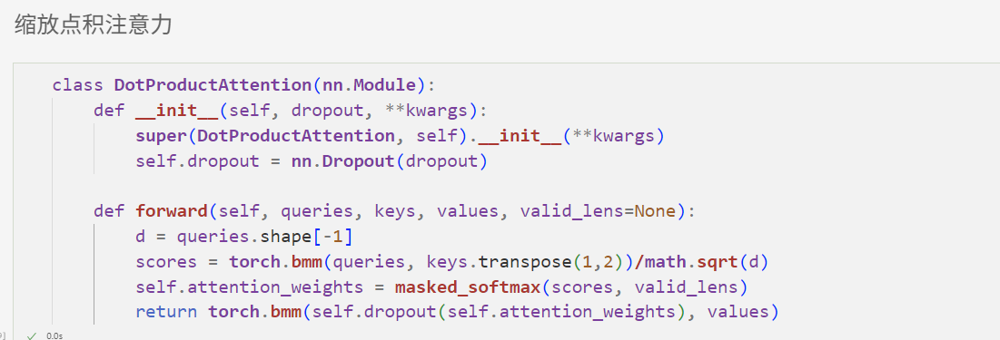 缩放点积注意力
class DotProductAttention(nn.Module):
def __init__(self, dropout, **kwargs):
super(DotProductAttention, self).__init__(**kwargs)
self.dropout = nn.Dropout(dropout)
def forward(self, queries, keys, values, valid_lens=None):
d = queries.shape[-1]
scores = torch.bmm(queries, keys.transpose(1,2))/math.sqrt(d)
self.attention_weights = masked_softmax(scores, valid_lens)
return torch.bmm(self.dropout(self.attention_weights), values)
✓ 0.0s